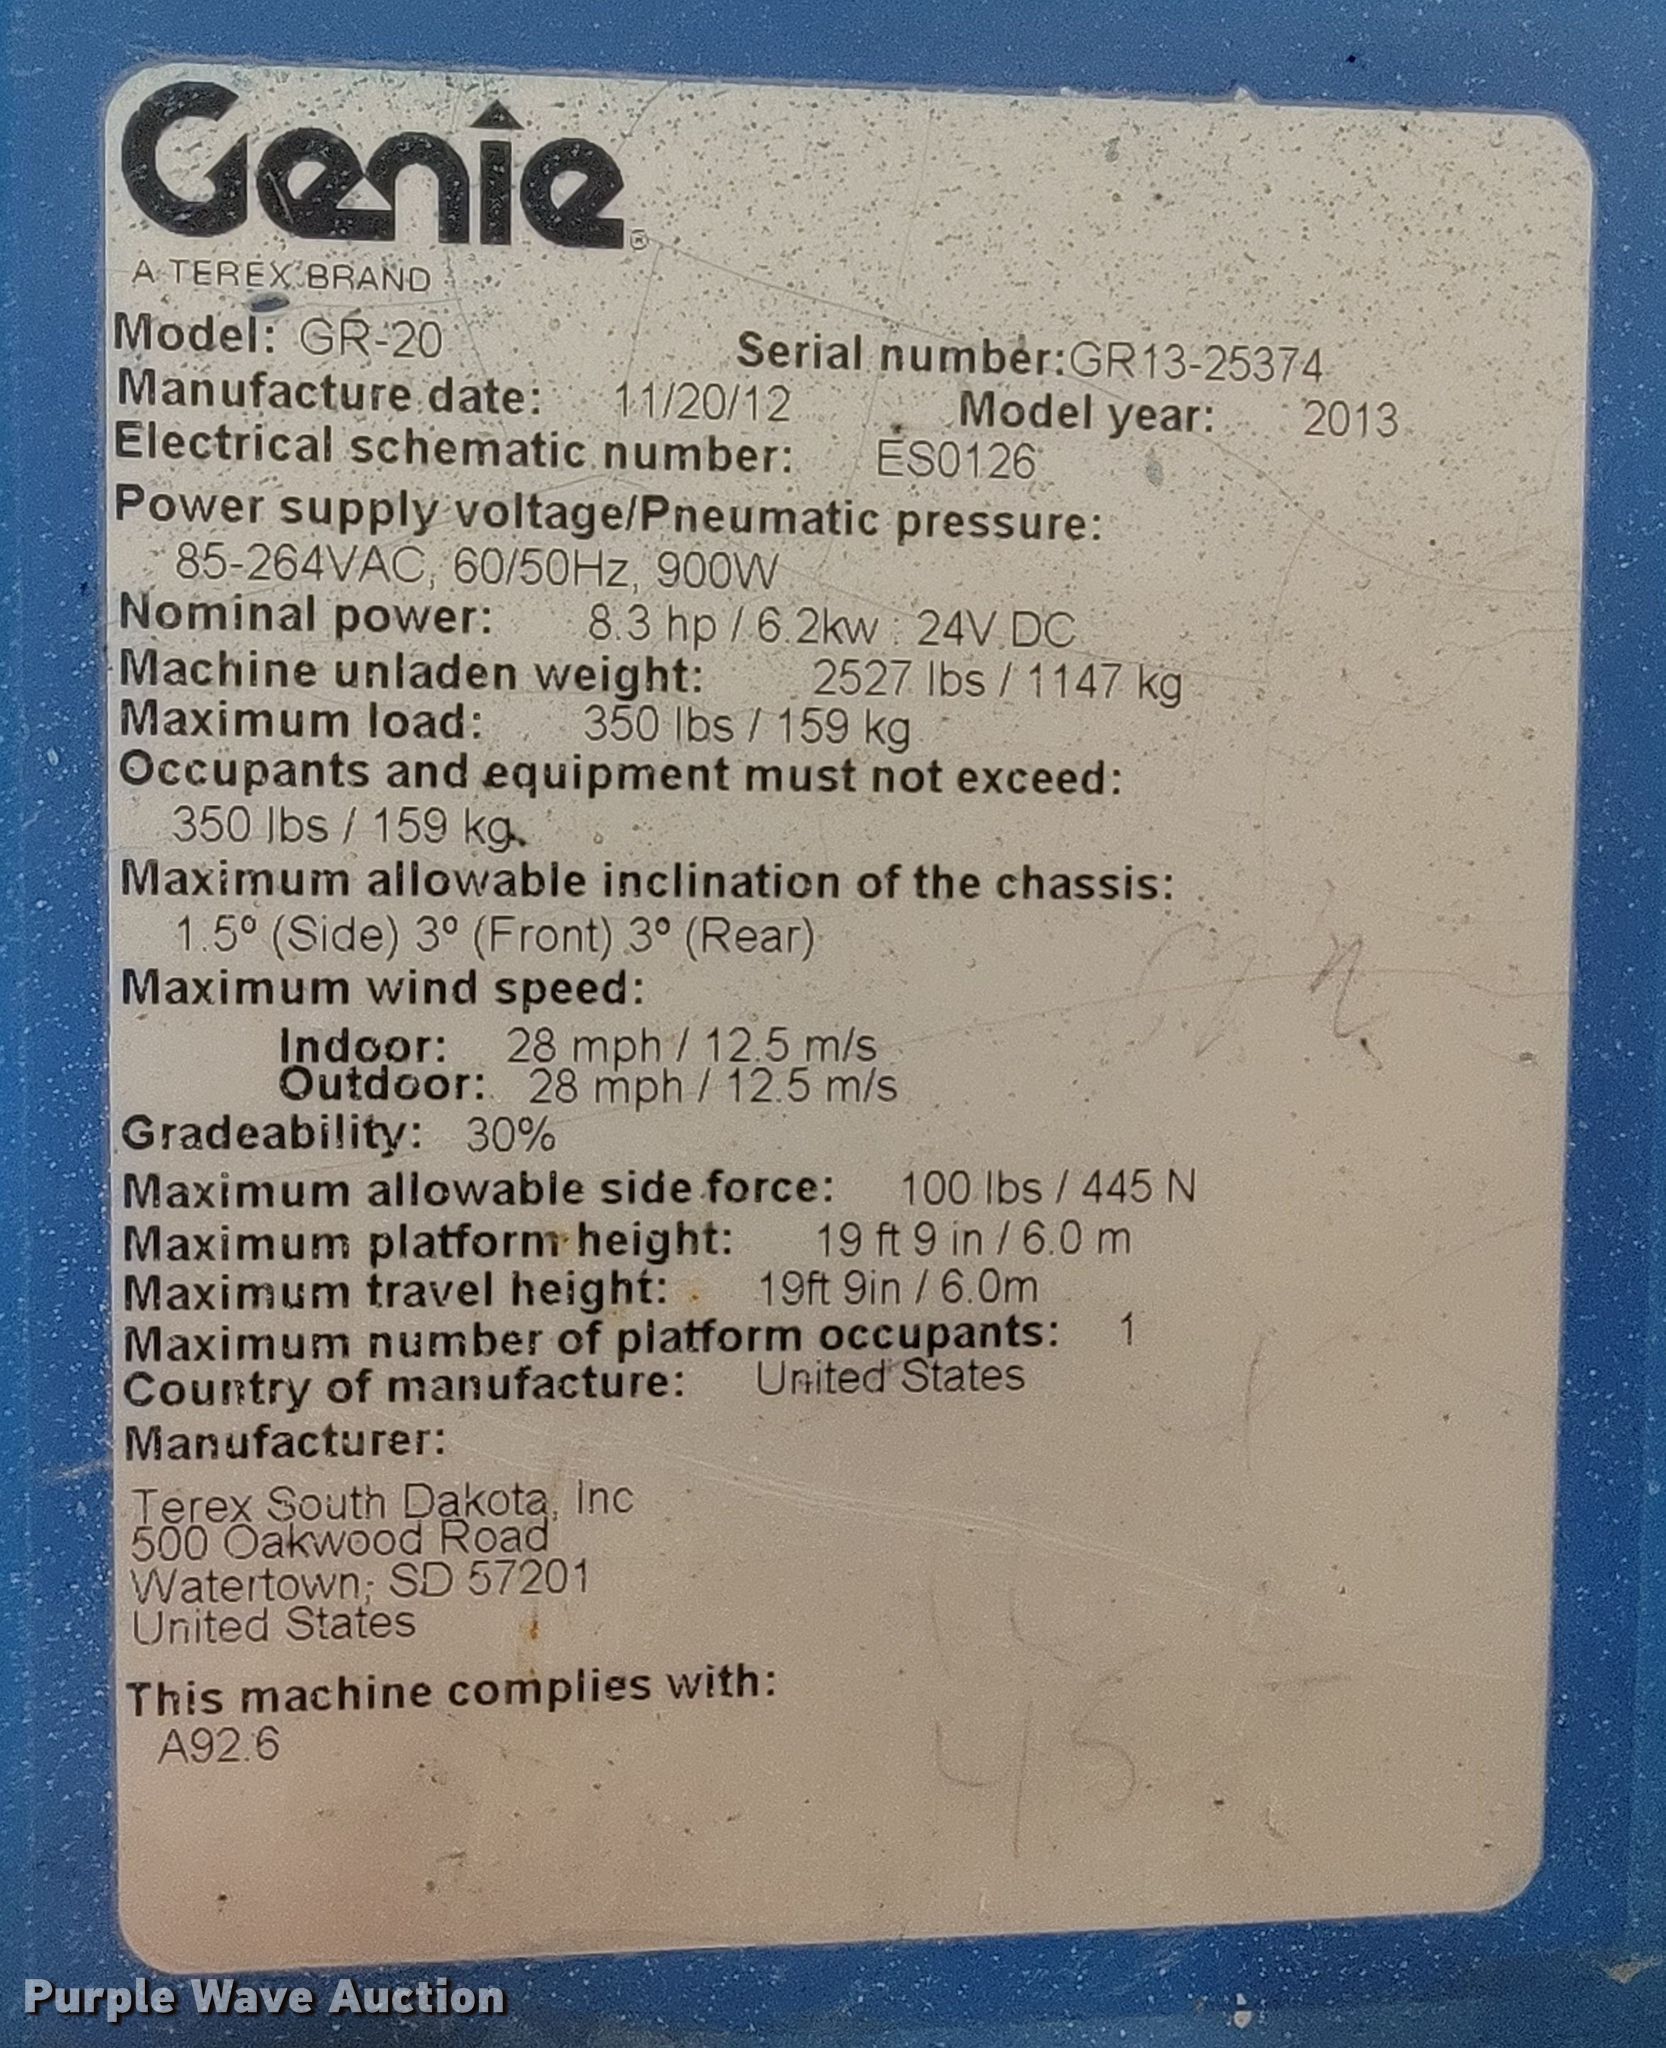 Genie®
A TEREX BRAND
Model: GR-20 Serial number:GR13-25374
Manufacture date: 11/20/12 Model year: 2013
Electrical schematic number: ES0126
Power supply voltage/Pneumatic pressure:
85-264VAC, 60/50Hz, 900W
Nominal power: 8.3 hp / 6.2kw : 24V DC
Machine unladen weight: 2527 lbs / 1147 kg
Maximum load: 350 lbs / 159 kg
Occupants and equipment must not exceed:
350 lbs / 159 kg
Maximum allowable inclination of the chassis:
1.5º (Side) 3º (Front) 3º (Rear)
Maximum wind speed:
Indoor: 28 mph / 12.5 m/s
Outdoor: 28 mph / 12.5 m/s
Gradeability: 30%
Maximum allowable side force: 100 lbs / 445 N
Maximum platform height: 19 ft 9 in / 6.0 m
Maximum travel height: 19ft 9in / 6.0m
Maximum number of platform occupants: 1
Country of manufacture: United States
Manufacturer:
Terex South Dakota, Inc
500 Oakwood Road
Watertown, SD 57201
United States
This machine complies with:
A92.6
45
Purple Wave Auction